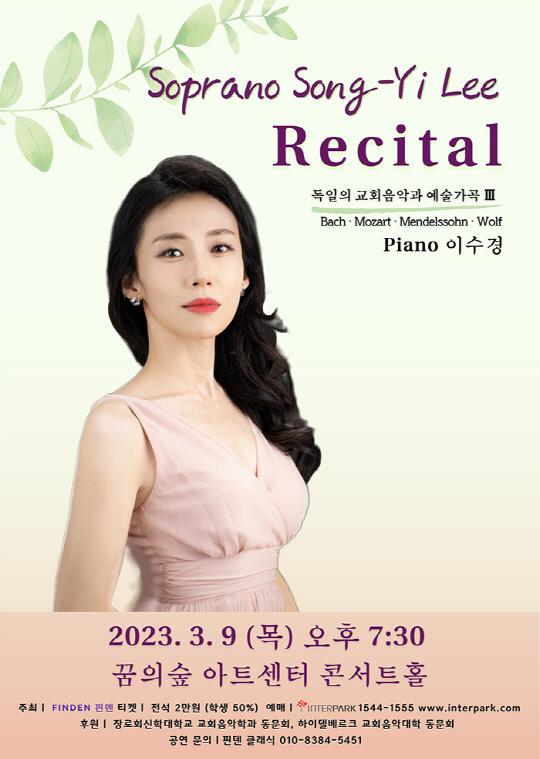 Soprano Song-Yi Lee
Recital
독일의 교회음악과 예술가곡 Ⅲ
Bach · Mozart · Mendelssohn · Wolf
Piano 이수경
2023. 3. 9 (목) 오후 7:30
꿈의숲 아트센터 콘서트홀
주최ㅣ FINDEN 핀덴 티켓ㅣ 전석 2만원 (학생 50%) 예매ㅣ INTERPARK 1544-1555 www.interpark.com
후원ㅣ 장로회신학대학교 교회음악학과 동문회, 하이델베르크 교회음악대학 동문회
공연 문의ㅣ핀덴 클래식 010-8384-5451